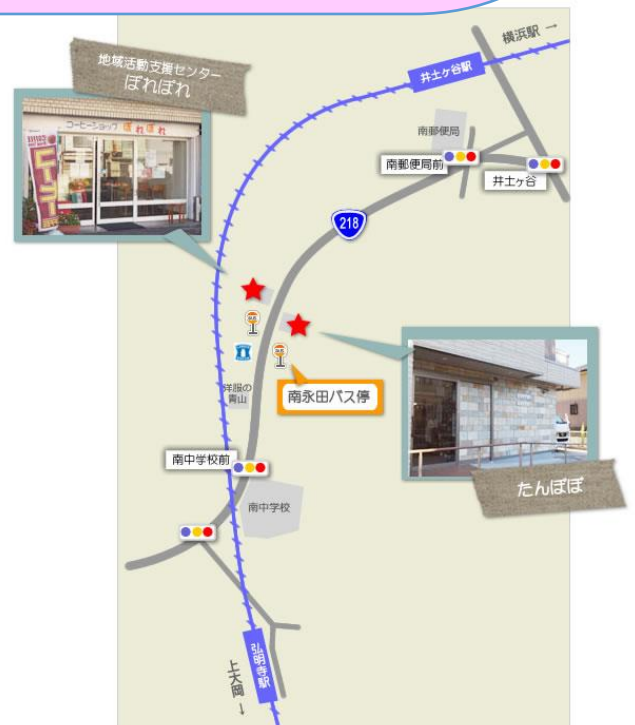 横浜駅 →
地域活動支援センター
ぽれぽれ
井土ヶ谷駅
コーヒーショップ ぽれぽれ
コーヒー
南郵便局
南郵便局前
井土ヶ谷
218
洋服の
青山
南永田バス停
南中学校前
たんぽぽ
南中学校
弘明寺駅
上大岡
↓